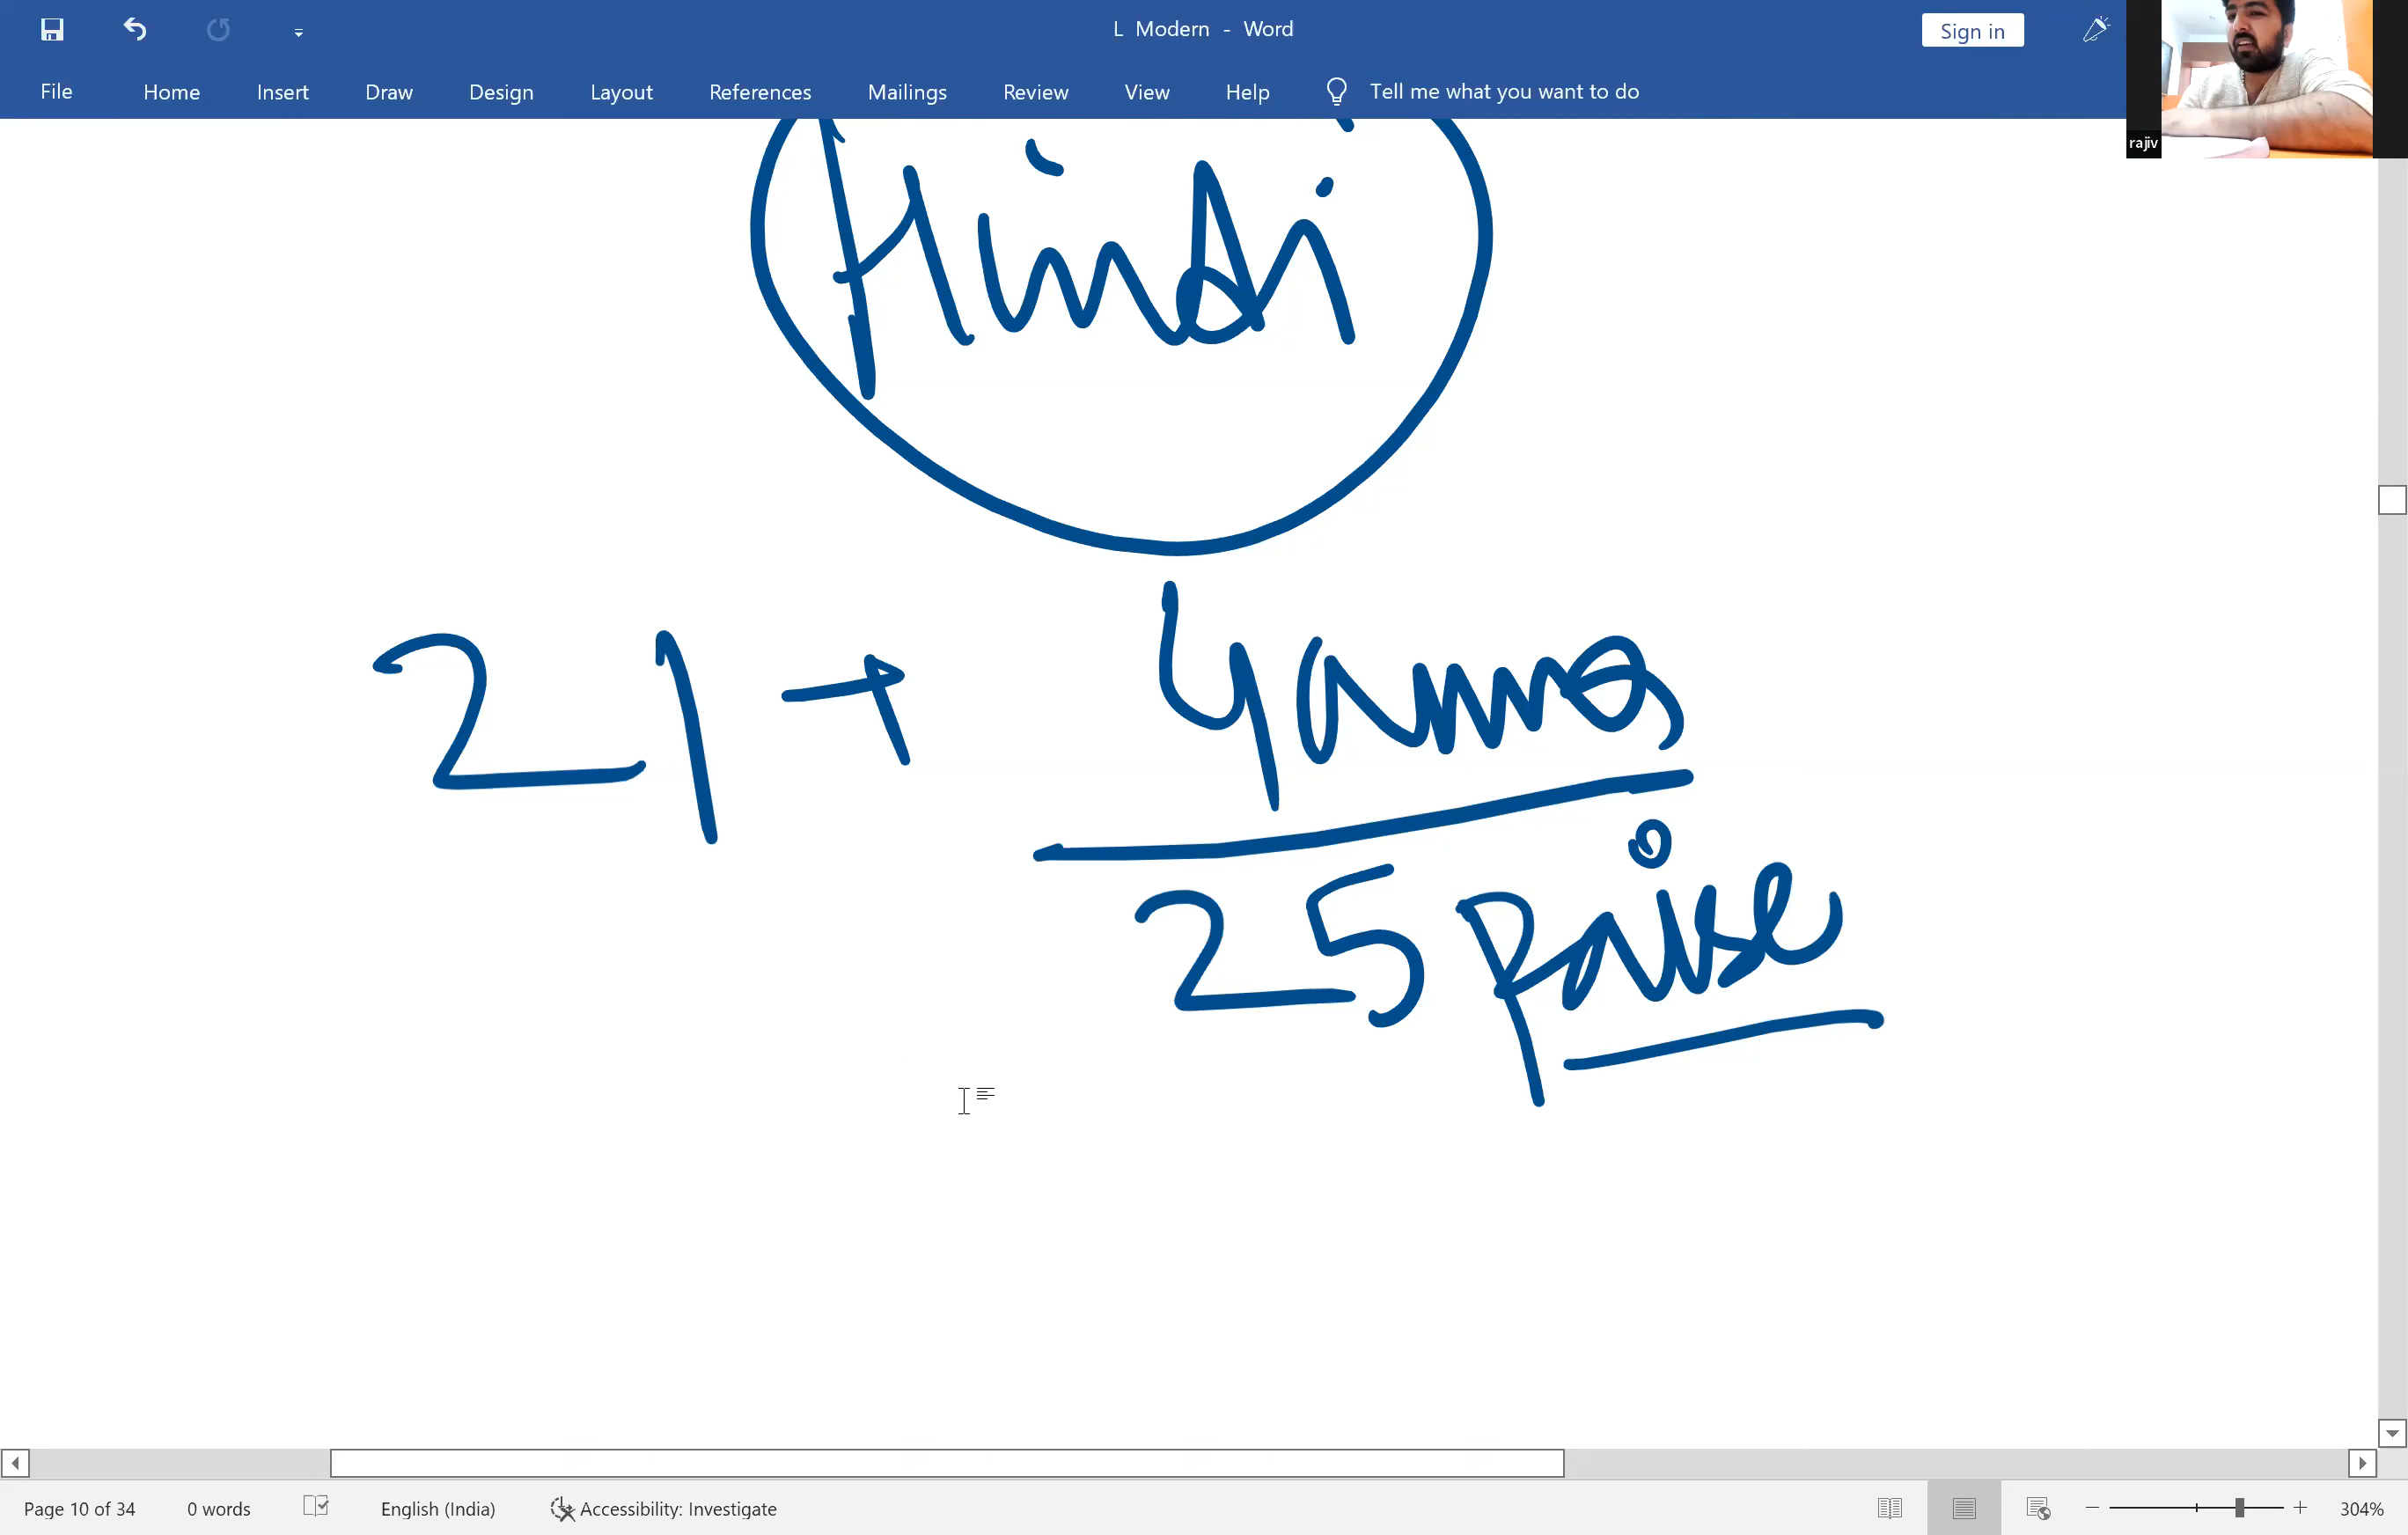 L Modern - Word
Sign in
File Home Insert Draw Design Layout References Mailings Review View Help Tell me what you want to do
rajiv
Hindi
21 → 4 anna
25 paise
Page 10 of 34 0 words English (India) Accessibility: Investigate 304%